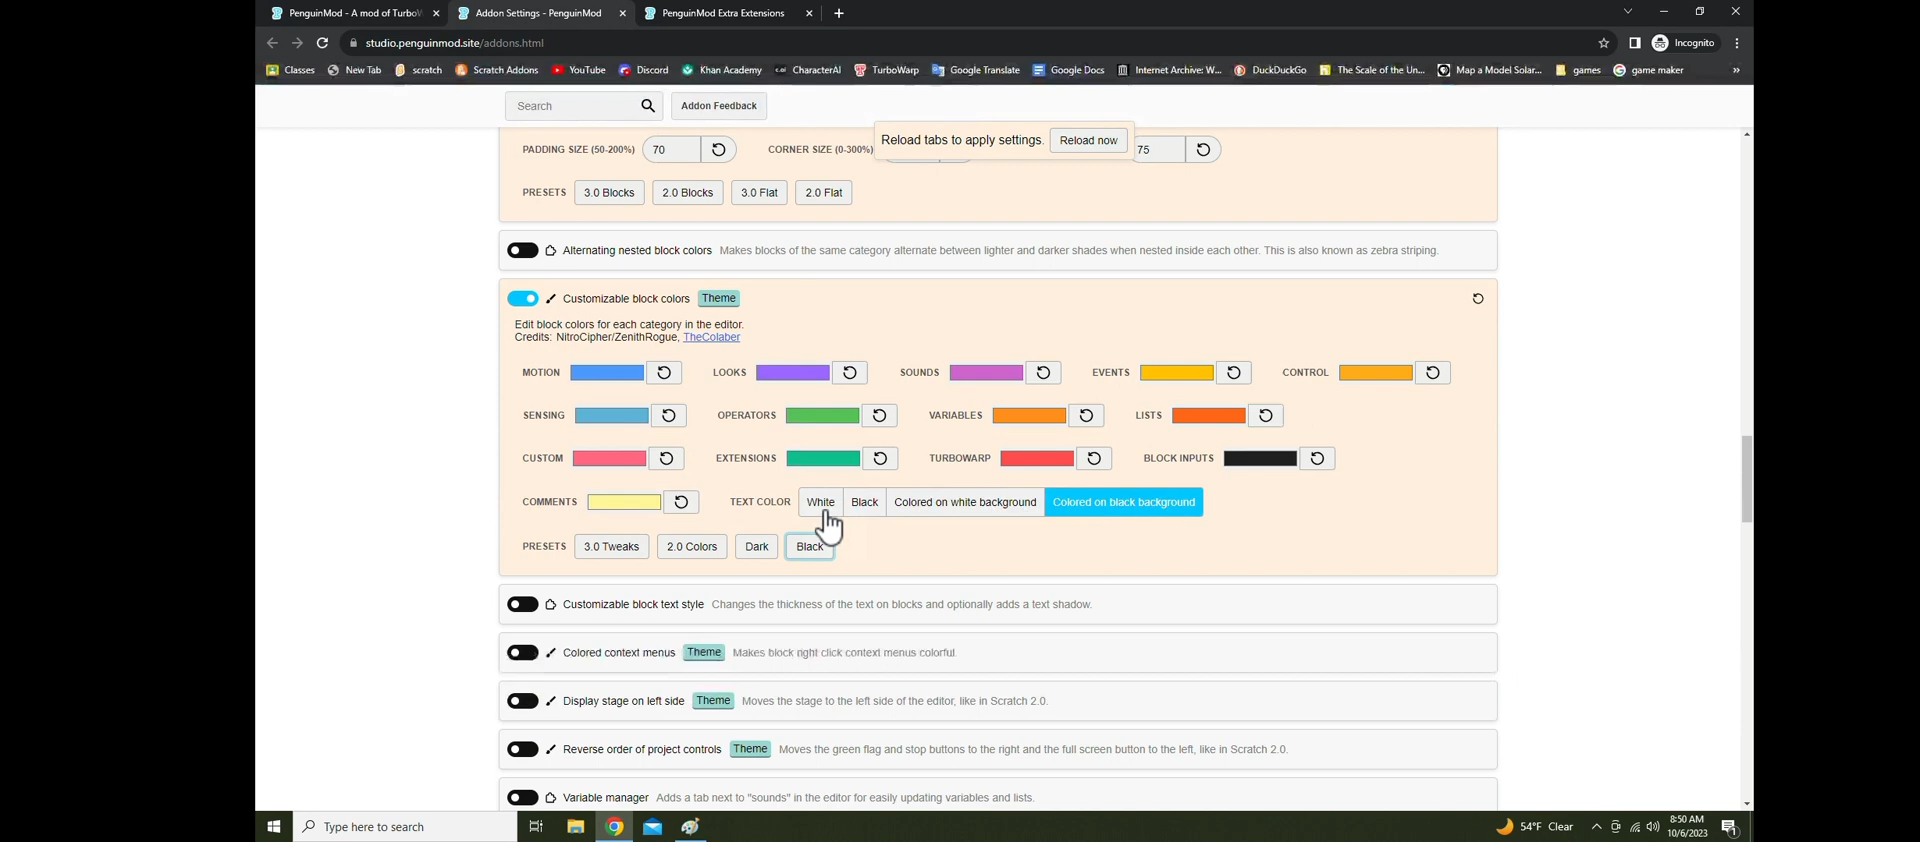 PenguinMod - A mod of TurboW
Addon Settings - PenguinMod
PenguinMod Extra Extensions
studio.penguinmod.site/addons.html
Incognito
Classes
New Tab
scratch
Scratch Addons
YouTube
Discord
Khan Academy
c.ai
CharacterAI
TurboWarp
Google Translate
Google Docs
Internet Archive: W...
DuckDuckGo
The Scale of the Un...
Map a Model Solar...
games
game maker
»
Search
Addon Feedback
Reload tabs to apply settings.
Reload now
PADDING SIZE (50-200%)
70
CORNER SIZE (0-300%)
75
PRESETS
3.0 Blocks
2.0 Blocks
3.0 Flat
2.0 Flat
Alternating nested block colors Makes blocks of the same category alternate between lighter and darker shades when nested inside each other. This is also known as zebra striping.
Customizable block colors Theme
Edit block colors for each category in the editor.
Credits: NitroCipher/ZenithRogue, TheColaber
MOTION
LOOKS
SOUNDS
EVENTS
CONTROL
SENSING
OPERATORS
VARIABLES
LISTS
CUSTOM
EXTENSIONS
TURBOWARP
BLOCK INPUTS
COMMENTS
TEXT COLOR
White
Black
Colored on white background
Colored on black background
PRESETS
3.0 Tweaks
2.0 Colors
Dark
Black
Customizable block text style Changes the thickness of the text on blocks and optionally adds a text shadow.
Colored context menus Theme Makes block right click context menus colorful.
Display stage on left side Theme Moves the stage to the left side of the editor, like in Scratch 2.0.
Reverse order of project controls Theme Moves the green flag and stop buttons to the right and the full screen button to the left, like in Scratch 2.0.
Variable manager Adds a tab next to "sounds" in the editor for easily updating variables and lists.
Type here to search
54°F Clear
8:50 AM
10/6/2023
1